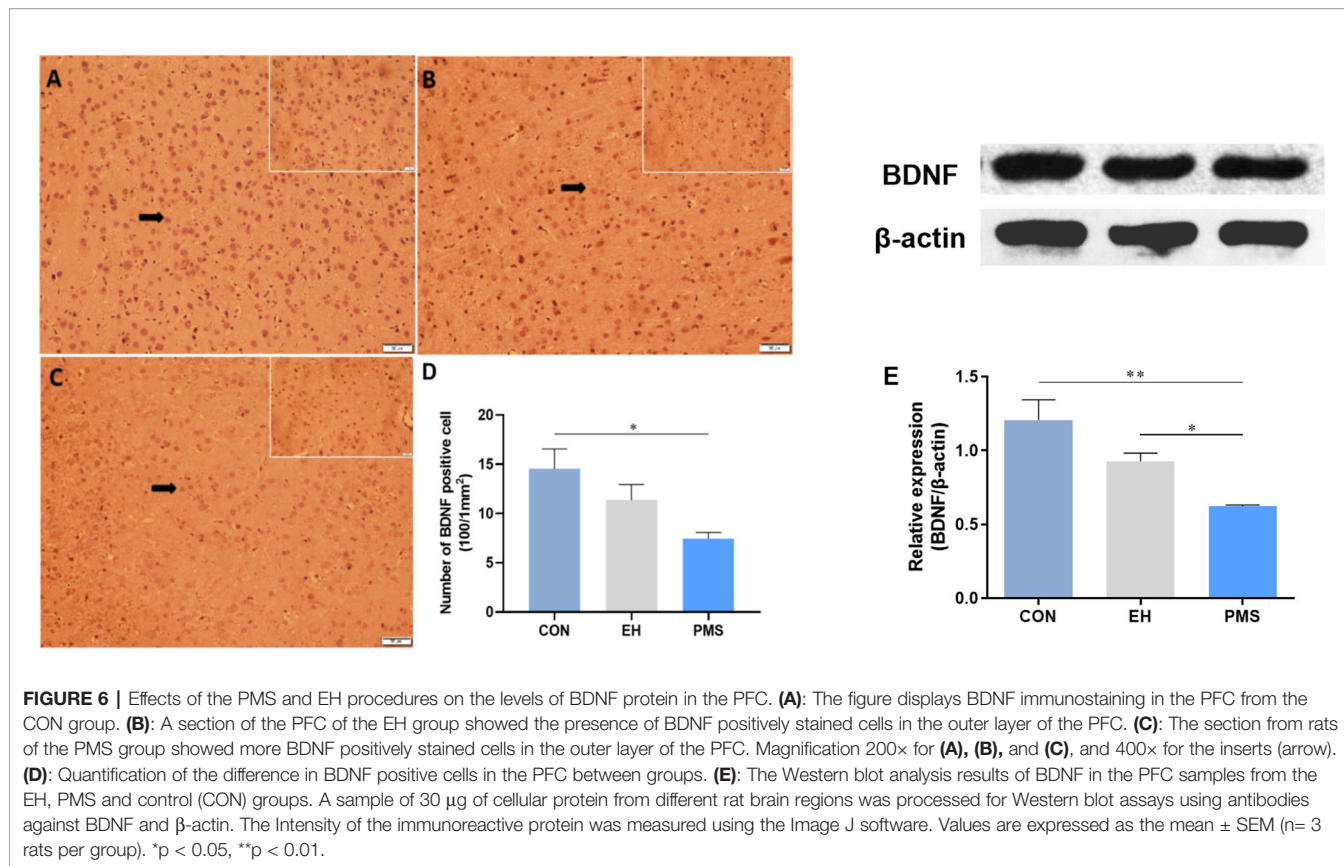 A
B
C
BDNF
β-actin
D
Number of BDNF positive cell
(100/1mm²)
20
15
10
5
0
*
CON EH PMS
E
Relative expression
(BDNF/β-actin)
1.5
1.0
0.5
0.0
**
*
CON EH PMS
FIGURE 6 | Effects of the PMS and EH procedures on the levels of BDNF protein in the PFC. (A): The figure displays BDNF immunostaining in the PFC from the
CON group. (B): A section of the PFC of the EH group showed the presence of BDNF positively stained cells in the outer layer of the PFC. (C): The section from rats
of the PMS group showed more BDNF positively stained cells in the outer layer of the PFC. Magnification 200× for (A), (B), and (C), and 400× for the inserts (arrow).
(D): Quantification of the difference in BDNF positive cells in the PFC between groups. (E): The Western blot analysis results of BDNF in the PFC samples from the
EH, PMS and control (CON) groups. A sample of 30 μg of cellular protein from different rat brain regions was processed for Western blot assays using antibodies
against BDNF and β-actin. The Intensity of the immunoreactive protein was measured using the Image J software. Values are expressed as the mean ± SEM (n= 3
rats per group). *p < 0.05, **p < 0.01.